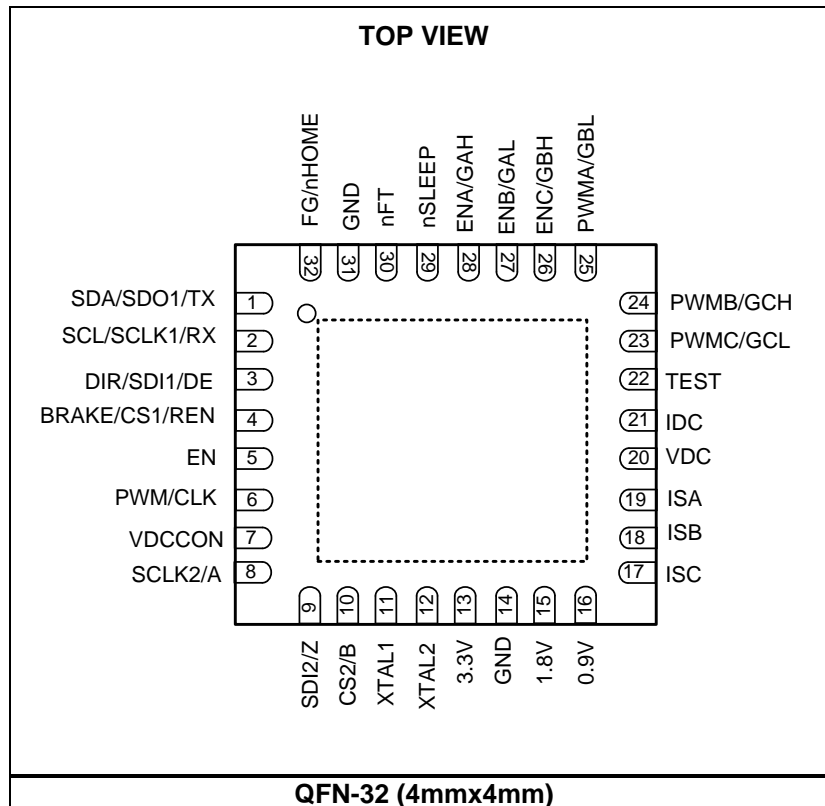 TOP VIEW
FG/nHOME
GND
nFT
nSLEEP
ENA/GAH
ENB/GAL
ENC/GBH
PWMA/GBL
32
31
30
29
28
27
26
25
SDA/SDO1/TX 1
SCL/SCLK1/RX 2
DIR/SDI1/DE 3
BRAKE/CS1/REN 4
EN 5
PWM/CLK 6
VDCCON 7
SCLK2/A 8
24 PWMB/GCH
23 PWMC/GCL
22 TEST
21 IDC
20 VDC
19 ISA
18 ISB
17 ISC
9
10
11
12
13
14
15
16
SDI2/Z
CS2/B
XTAL1
XTAL2
3.3V
GND
1.8V
0.9V
QFN-32 (4mmx4mm)